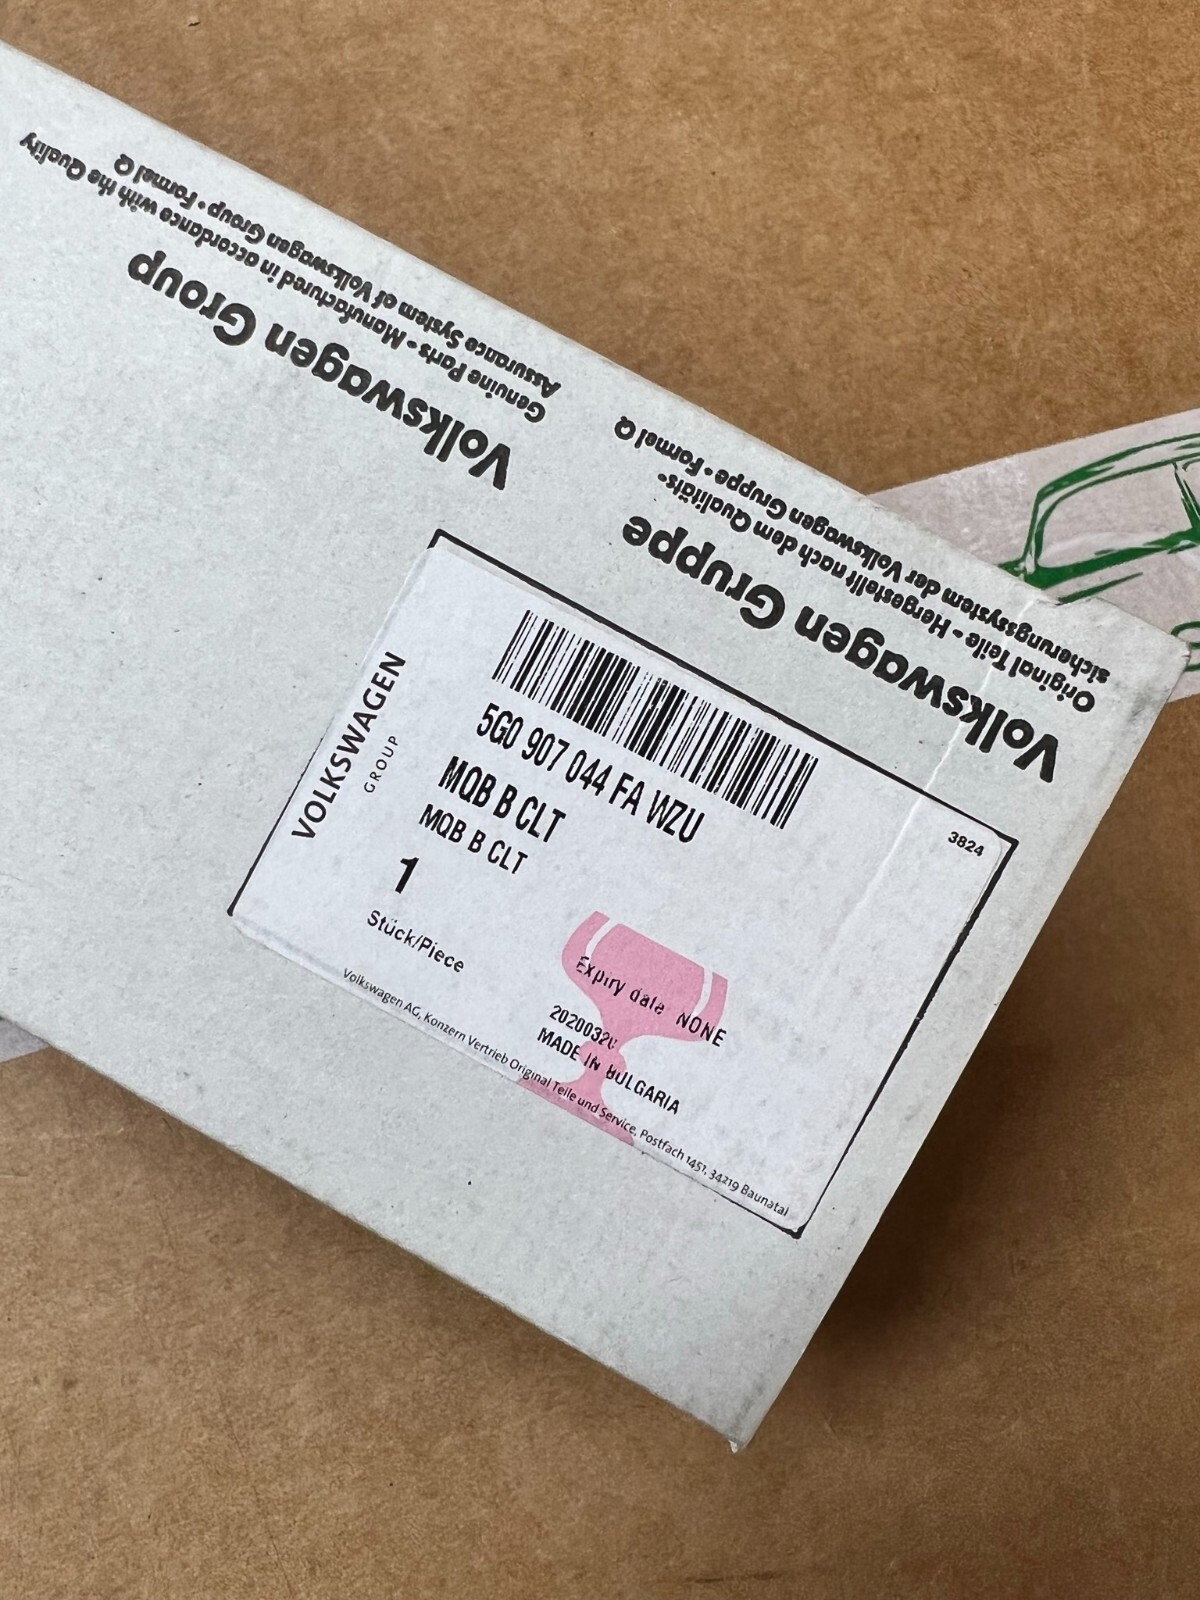 Volkswagen Gruppe
Original Teile • Hergestellt nach dem Qualitäts-
sicherungssystem der Volkswagen Gruppe • Formel Q
Volkswagen Group
Genuine Parts • Manufactured in accordance with the Quality
Assurance System of Volkswagen Group • Formel Q
VOLKSWAGEN
GROUP
3824
5G0 907 044 FA WZU
MQB B CLT
MQB B CLT
1
Stück/Piece
Expiry date NONE
MADE IN BULGARIA
Volkswagen AG, Konzern Vertrieb Original Teile und Service, Postfach 1451, 34219 Baunatal